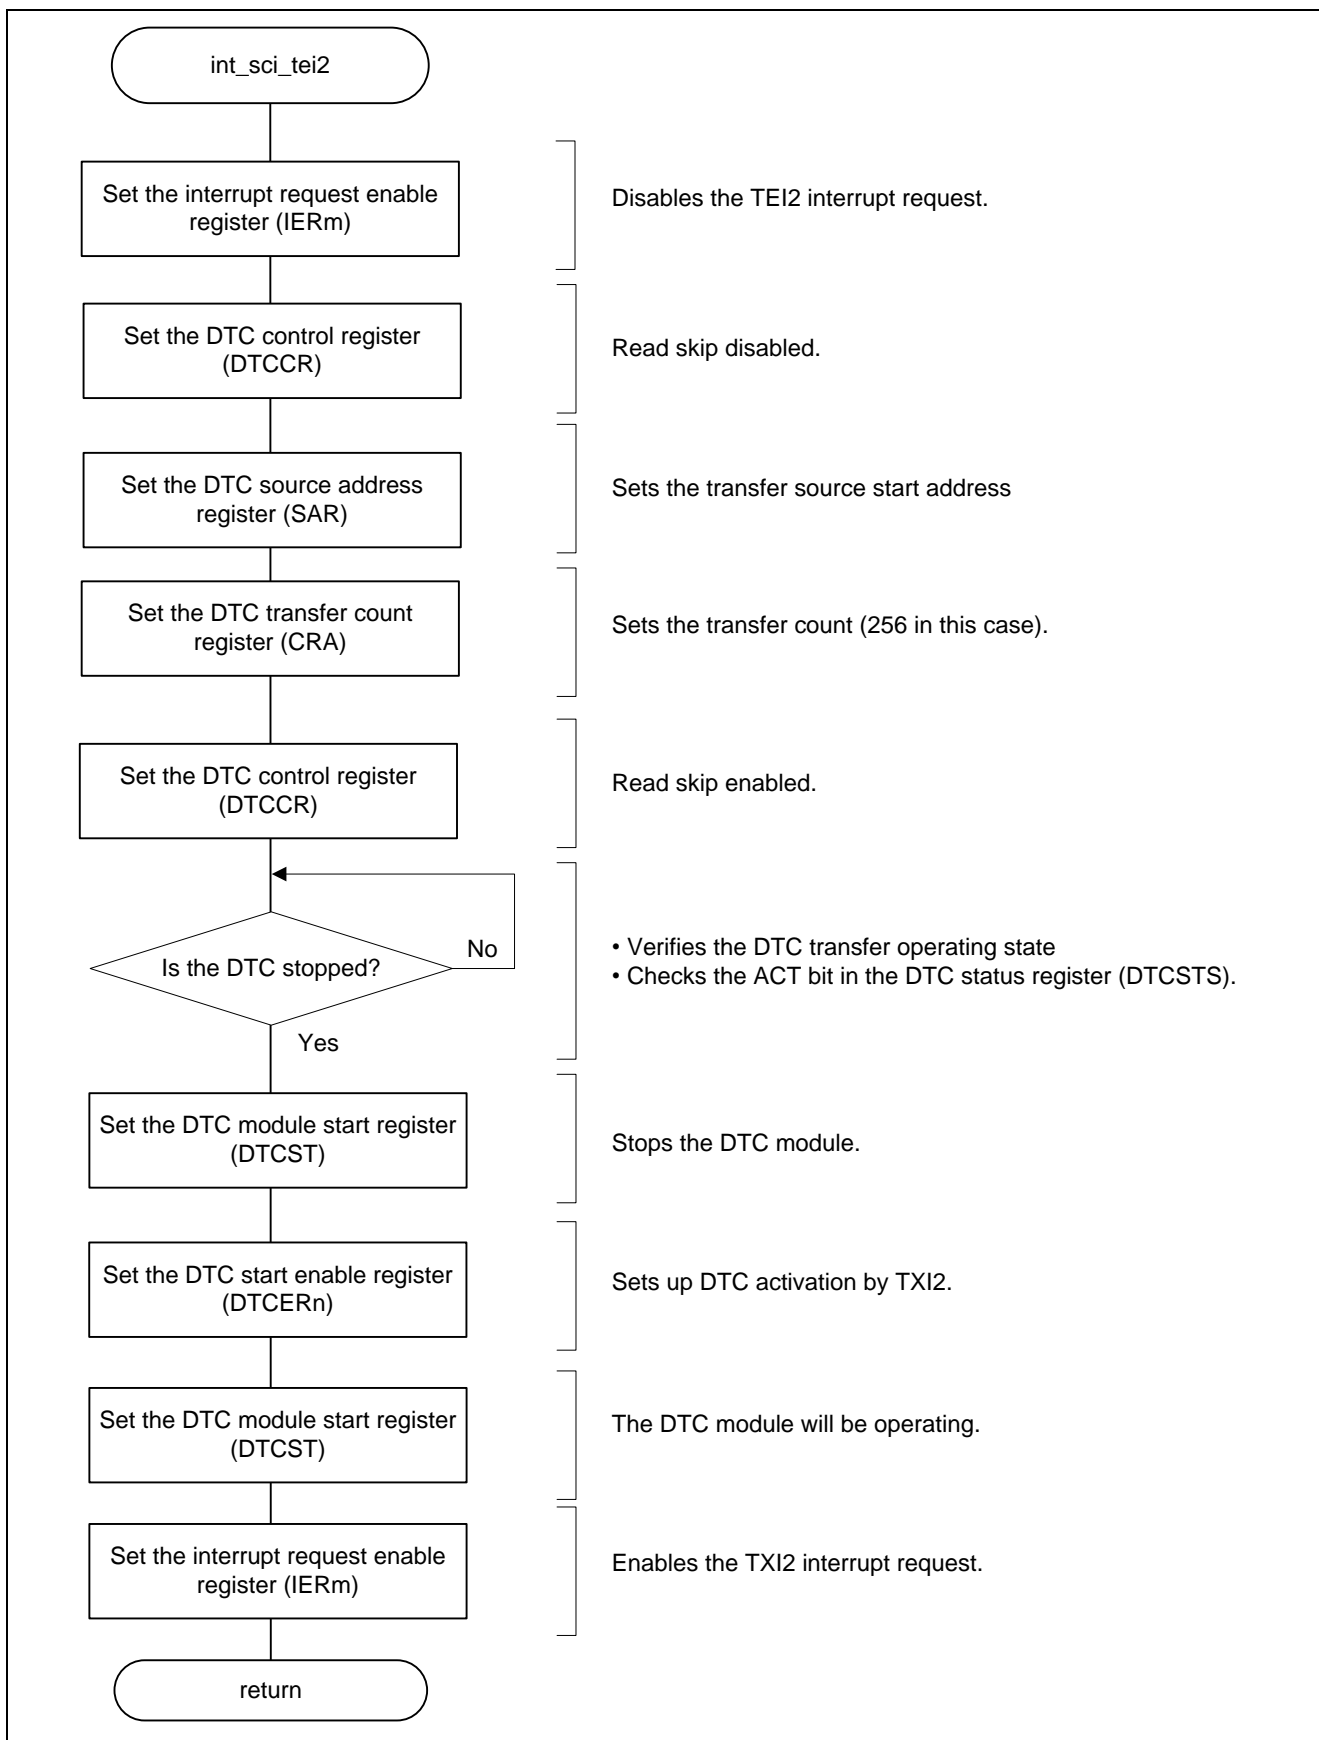 int_sci_tei2
Set the interrupt request enable
register (IERm)
Disables the TEI2 interrupt request.
Set the DTC control register
(DTCCR)
Read skip disabled.
Set the DTC source address
register (SAR)
Sets the transfer source start address
Set the DTC transfer count
register (CRA)
Sets the transfer count (256 in this case).
Set the DTC control register
(DTCCR)
Read skip enabled.
Is the DTC stopped?
No
Yes
• Verifies the DTC transfer operating state
• Checks the ACT bit in the DTC status register (DTCSTS).
Set the DTC module start register
(DTCST)
Stops the DTC module.
Set the DTC start enable register
(DTCERn)
Sets up DTC activation by TXI2.
Set the DTC module start register
(DTCST)
The DTC module will be operating.
Set the interrupt request enable
register (IERm)
Enables the TXI2 interrupt request.
return